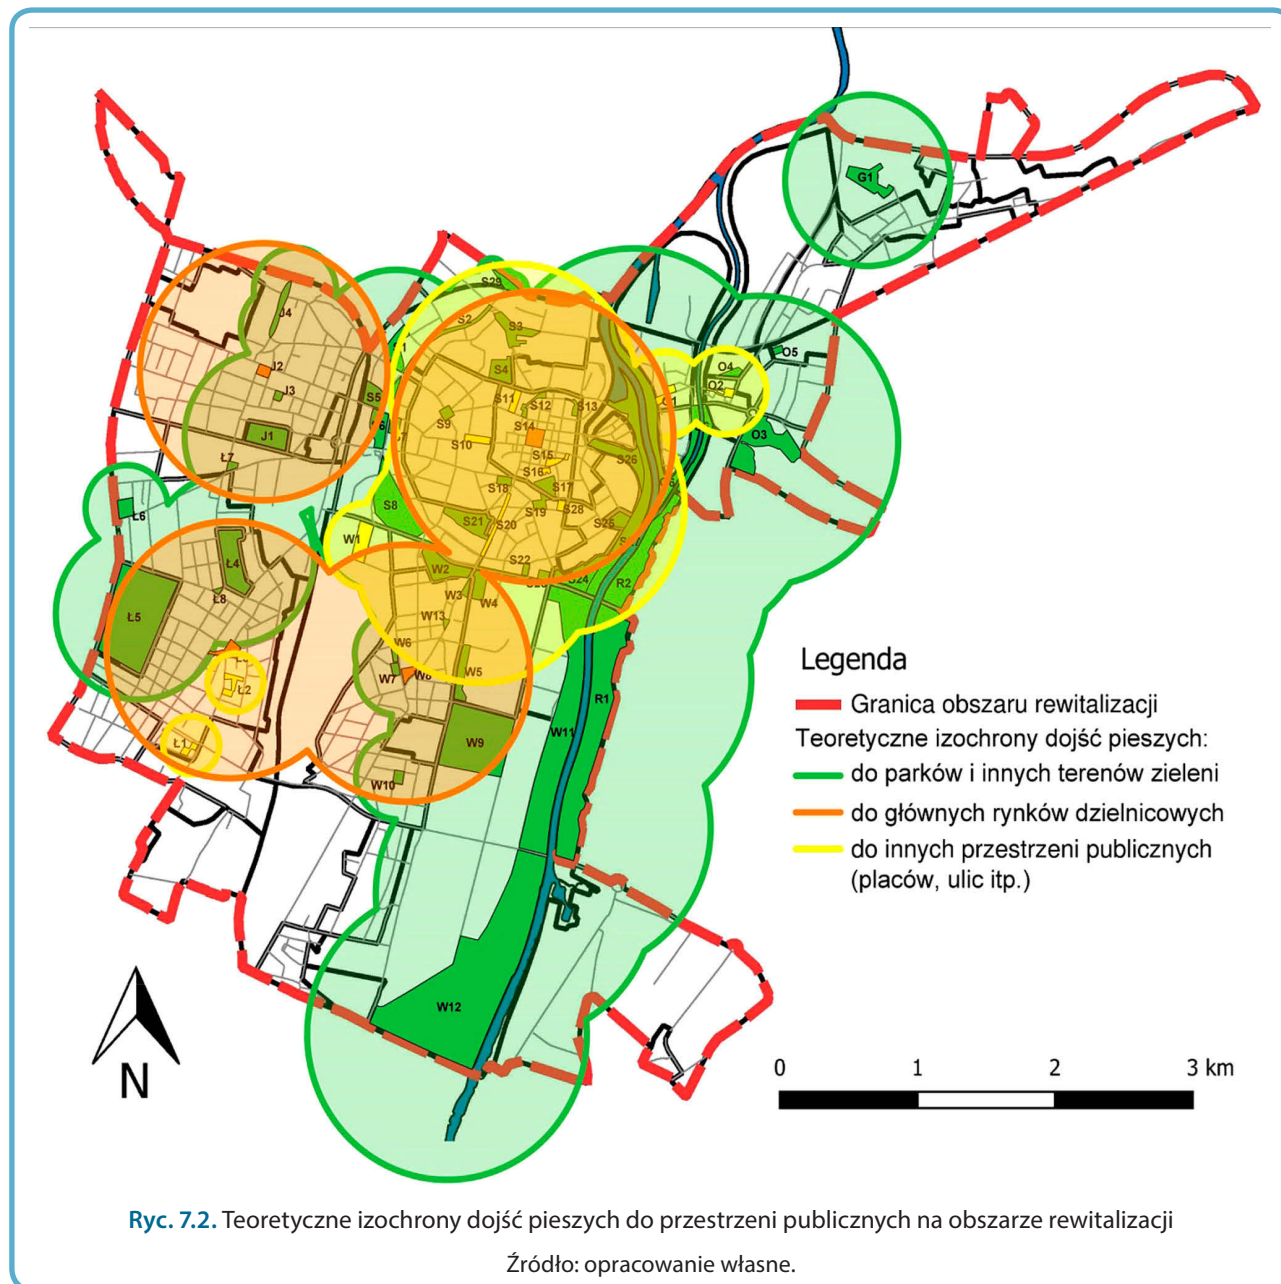 G1
S29
S2
S3
J4
S1
S4
O5
O4
J2
J3
S5
O2
S11
S12
S13
S9
S14
J1
S10
O3
Ł7
S15
S26
S16
S18
S17
Ł6
S8
S19
S28
S21
S20
S25
W1
S22
Ł4
W2
S24
R2
Ł8
W3
W4
Ł5
W13
W6
W5
W7
W8
Ł2
R1
W11
Ł1
W9
W10
W12
Legenda
Granica obszaru rewitalizacji
Teoretyczne izochrony dojść pieszych:
do parków i innych terenów zieleni
do głównych rynków dzielnicowych
do innych przestrzeni publicznych
(placów, ulic itp.)
N
0 1 2 3 km
Ryc. 7.2. Teoretyczne izochrony dojść pieszych do przestrzeni publicznych na obszarze rewitalizacji
Źródło: opracowanie własne.